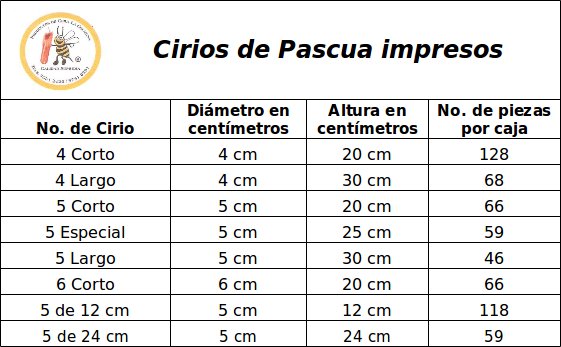 Cirios de Pascua impresos
No. de Cirio Diámetro en centímetros Altura en centímetros No. de piezas por caja
4 Corto 4 cm 20 cm 128
4 Largo 4 cm 30 cm 68
5 Corto 5 cm 20 cm 66
5 Especial 5 cm 25 cm 59
5 Largo 5 cm 30 cm 46
6 Corto 6 cm 20 cm 66
5 de 12 cm 5 cm 12 cm 118
5 de 24 cm 5 cm 24 cm 59